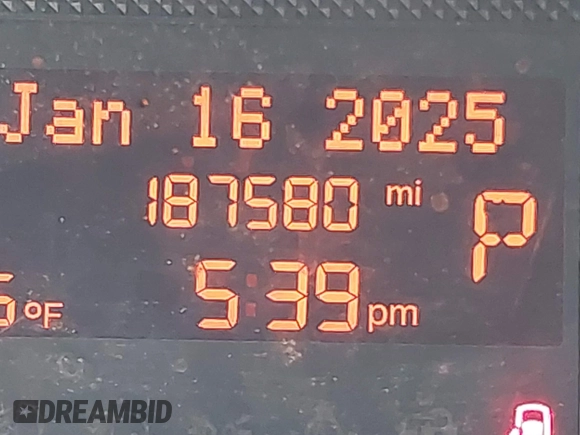 Jan 16 2025
187580 mi
P
5:39 pm
°F
DREAMBID